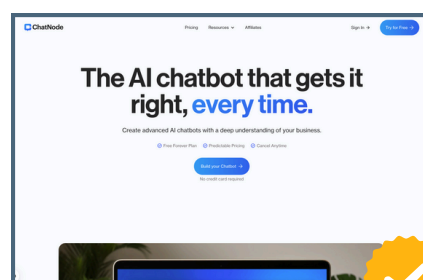 ChatNode
Pricing Resources Affiliates
Sign in → Try for Free →
The AI chatbot that gets it
right, every time.
Create advanced AI chatbots with a deep understanding of your business.
Free Forever Plan Predictable Pricing Cancel Anytime
Build your Chatbot →
No credit card required